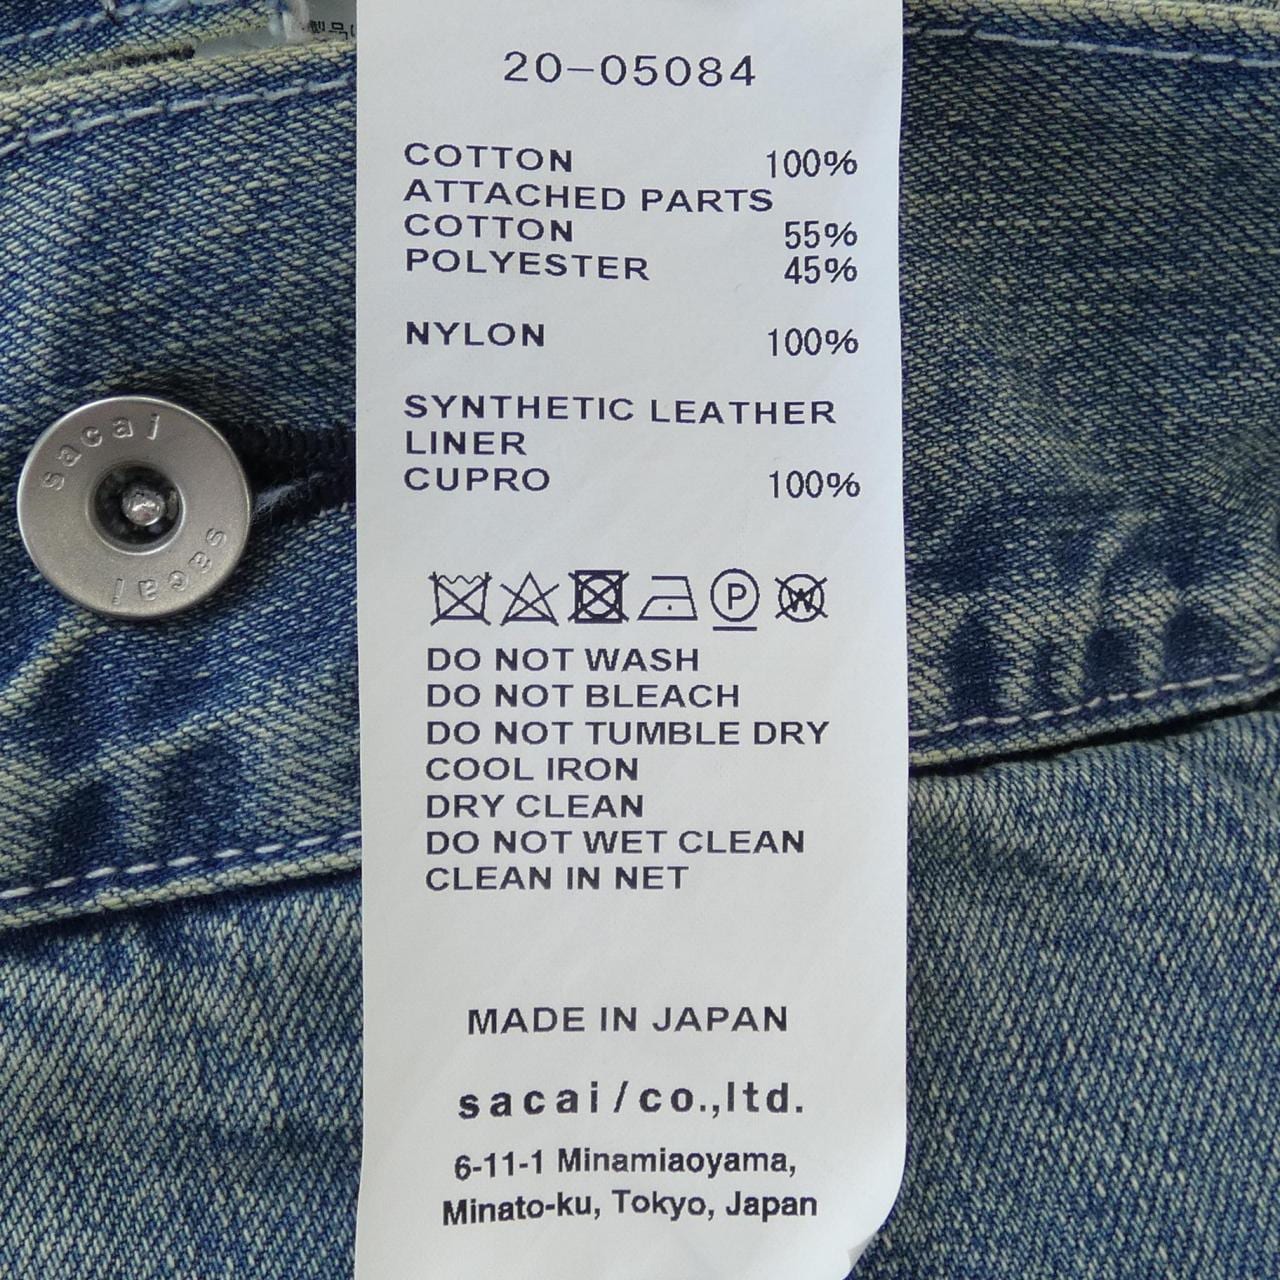 20-05084
COTTON 100%
ATTACHED PARTS
COTTON 55%
POLYESTER 45%
NYLON 100%
SYNTHETIC LEATHER
LINER
CUPRO 100%
P
W
DO NOT WASH
DO NOT BLEACH
DO NOT TUMBLE DRY
COOL IRON
DRY CLEAN
DO NOT WET CLEAN
CLEAN IN NET
MADE IN JAPAN
sacai/co.,ltd.
6-11-1 Minamiaoyama,
Minato-ku, Tokyo, Japan
sacai
sacai